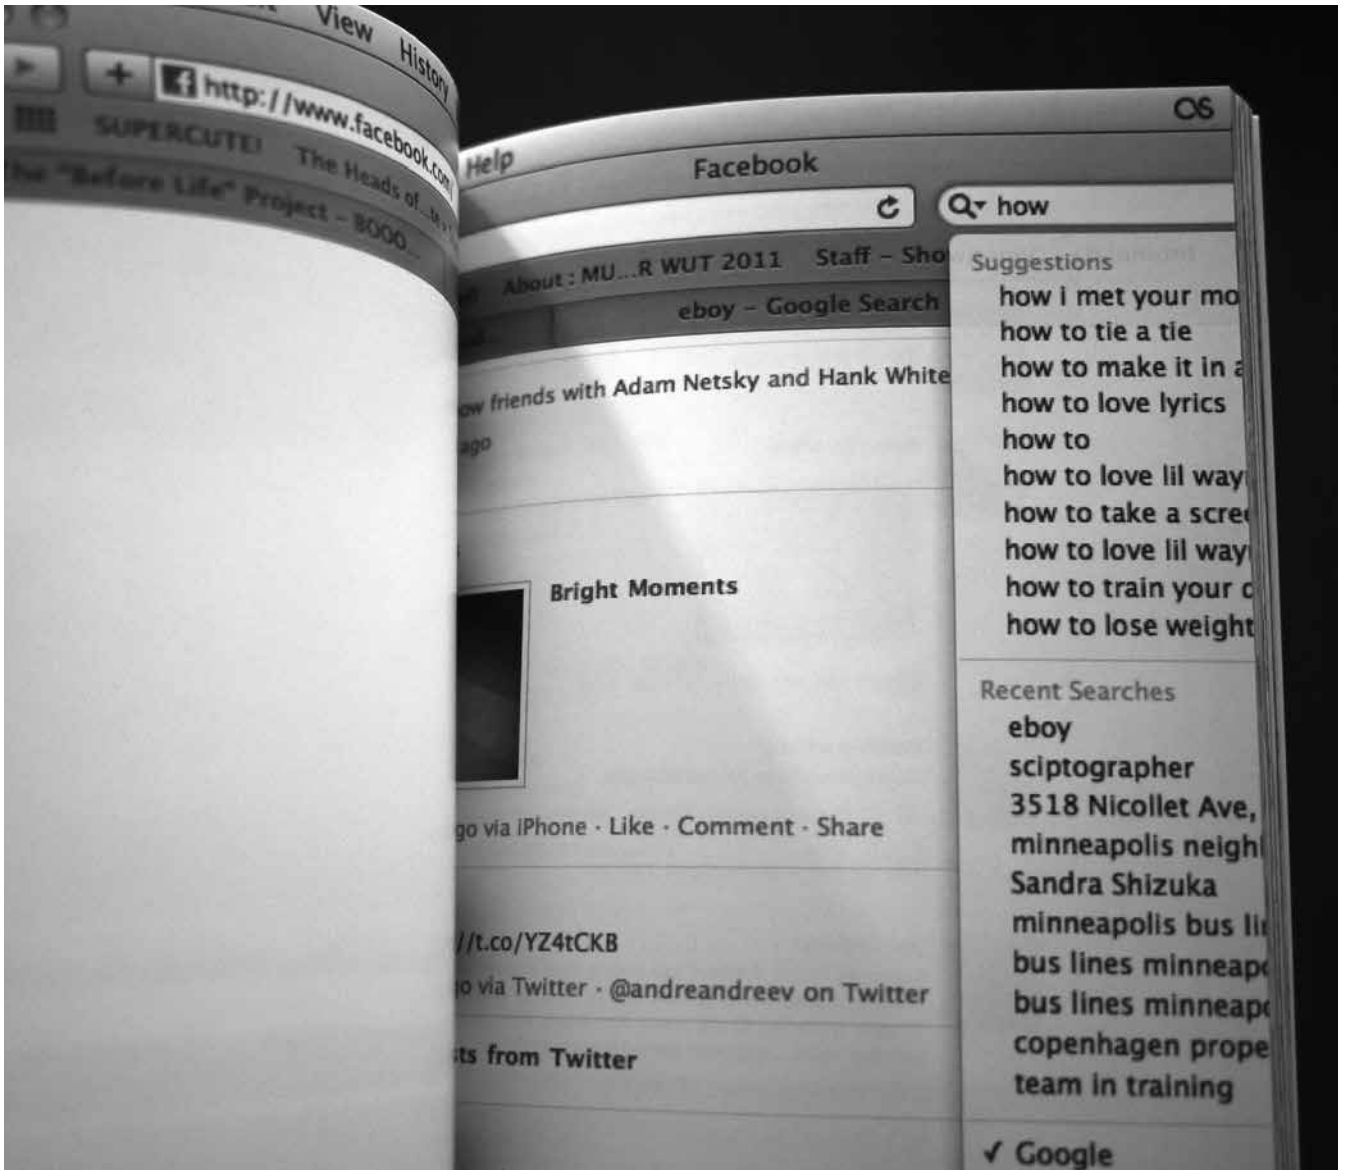 View History
http://www.facebook.com/
SUPERCUTE! The Heads of...
"Before Life" Project – 8000...
Help
Facebook
how
About : MU...R WUT 2011 Staff – Sho
eboy – Google Search
friends with Adam Netsky and Hank White
ago
Bright Moments
go via iPhone · Like · Comment · Share
//t.co/YZ4tCKB
go via Twitter · @andreandreev on Twitter
ts from Twitter
Suggestions
how i met your mo
how to tie a tie
how to make it in a
how to love lyrics
how to
how to love lil way
how to take a scre
how to love lil way
how to train your d
how to lose weight
Recent Searches
eboy
sciptographer
3518 Nicollet Ave,
minneapolis neigh
Sandra Shizuka
minneapolis bus li
bus lines minneap
bus lines minneap
copenhagen prope
team in training
✓ Google